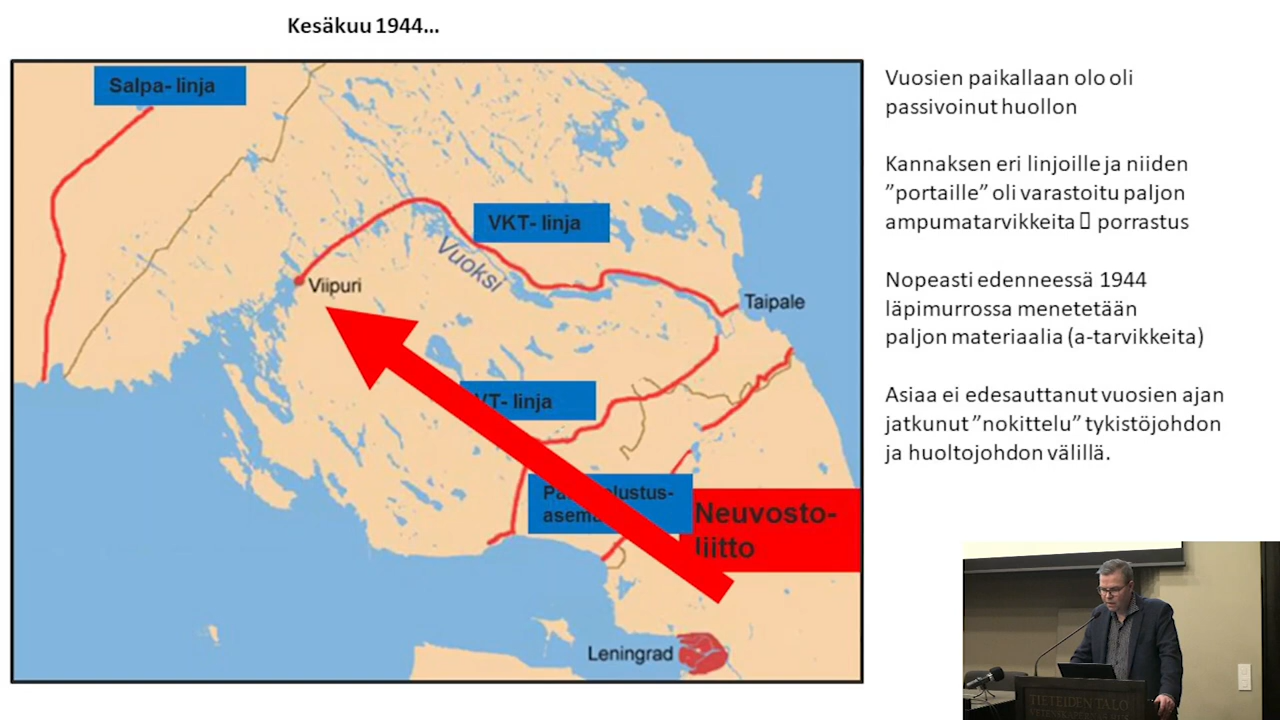 Kesäkuu 1944…
Salpa- linja
VKT- linja
Vuoksi
Viipuri
Taipale
VT- linja
asema
Neuvosto-
liitto
Leningrad
Vuosien paikallaan olo oli
passivoinut huollon
Kannaksen eri linjoille ja niiden
”portaille” oli varastoitu paljon
ampumatarvikkeita porrastus
Nopeasti edenneessä 1944
läpimurrossa menetetään
paljon materiaalia (a-tarvikkeita)
Asiaa ei edesauttanut vuosien ajan
jatkunut ”nokittelu” tykistöjohdon
ja huoltojohdon välillä.
TIETEIDEN TALO